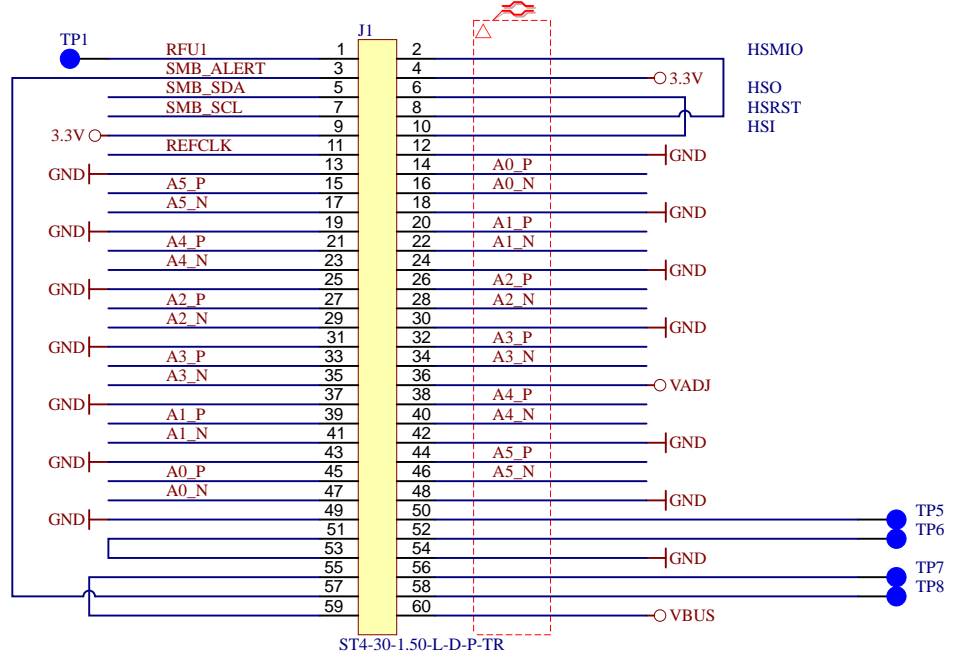 J1
TP1 RFU1 1 2 HSMIO
SMB_ALERT 3 4 3.3V
SMB_SDA 5 6 HSO
SMB_SCL 7 8 HSRST
3.3V 9 10 HSI
REFCLK 11 12 GND
GND 13 14 A0_P
A5_P 15 16 A0_N
A5_N 17 18 GND
GND 19 20 A1_P
A4_P 21 22 A1_N
A4_N 23 24 GND
GND 25 26 A2_P
A2_P 27 28 A2_N
A2_N 29 30 GND
GND 31 32 A3_P
A3_P 33 34 A3_N
A3_N 35 36 VADJ
GND 37 38 A4_P
A1_P 39 40 A4_N
A1_N 41 42 GND
GND 43 44 A5_P
A0_P 45 46 A5_N
A0_N 47 48 GND
GND 49 50 TP5
51 52 TP6
53 54 GND
55 56 TP7
57 58 TP8
59 60 VBUS
ST4-30-1.50-L-D-P-TR